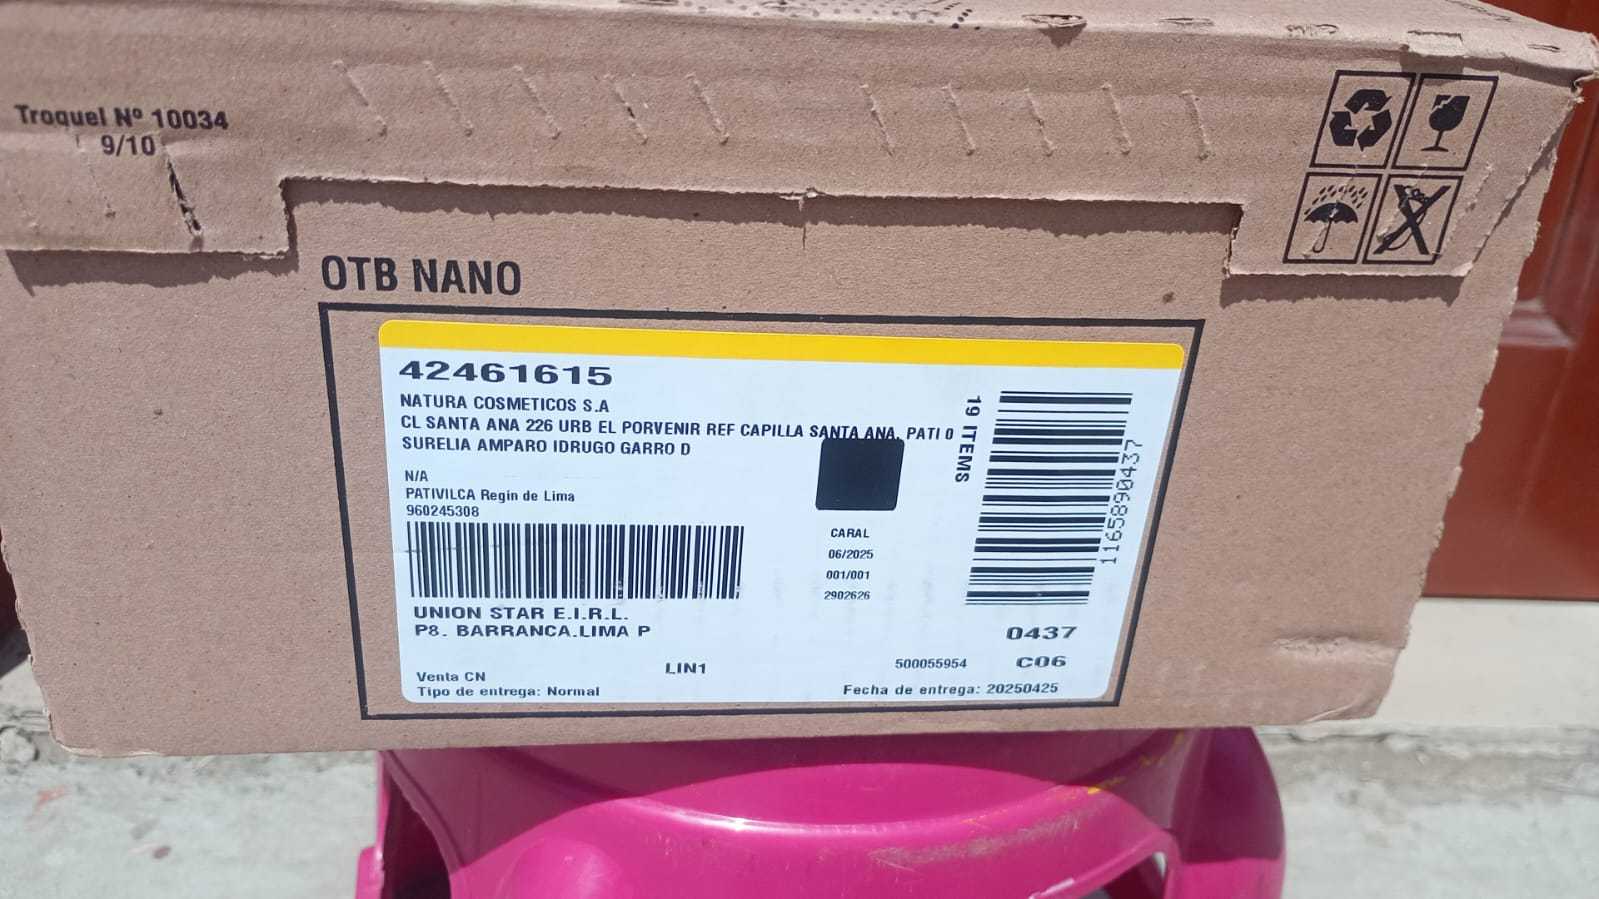 Troquel Nº 10034
9/10
OTB NANO
42461615
NATURA COSMETICOS S.A
CL SANTA ANA 226 URB EL PORVENIR REF CAPILLA SANTA ANA, PATI 0
SURELIA AMPARO IDRUGO GARRO D
N/A
PATIVILCA Regin de Lima
960245308
UNION STAR E.I.R.L.
P8. BARRANCA.LIMA P
LIN1
Venta CN
Tipo de entrega: Normal
CARAL
06/2025
001/001
2902626
19 ITEMS
1165890437
0437
500055954
C06
Fecha de entrega: 20250425